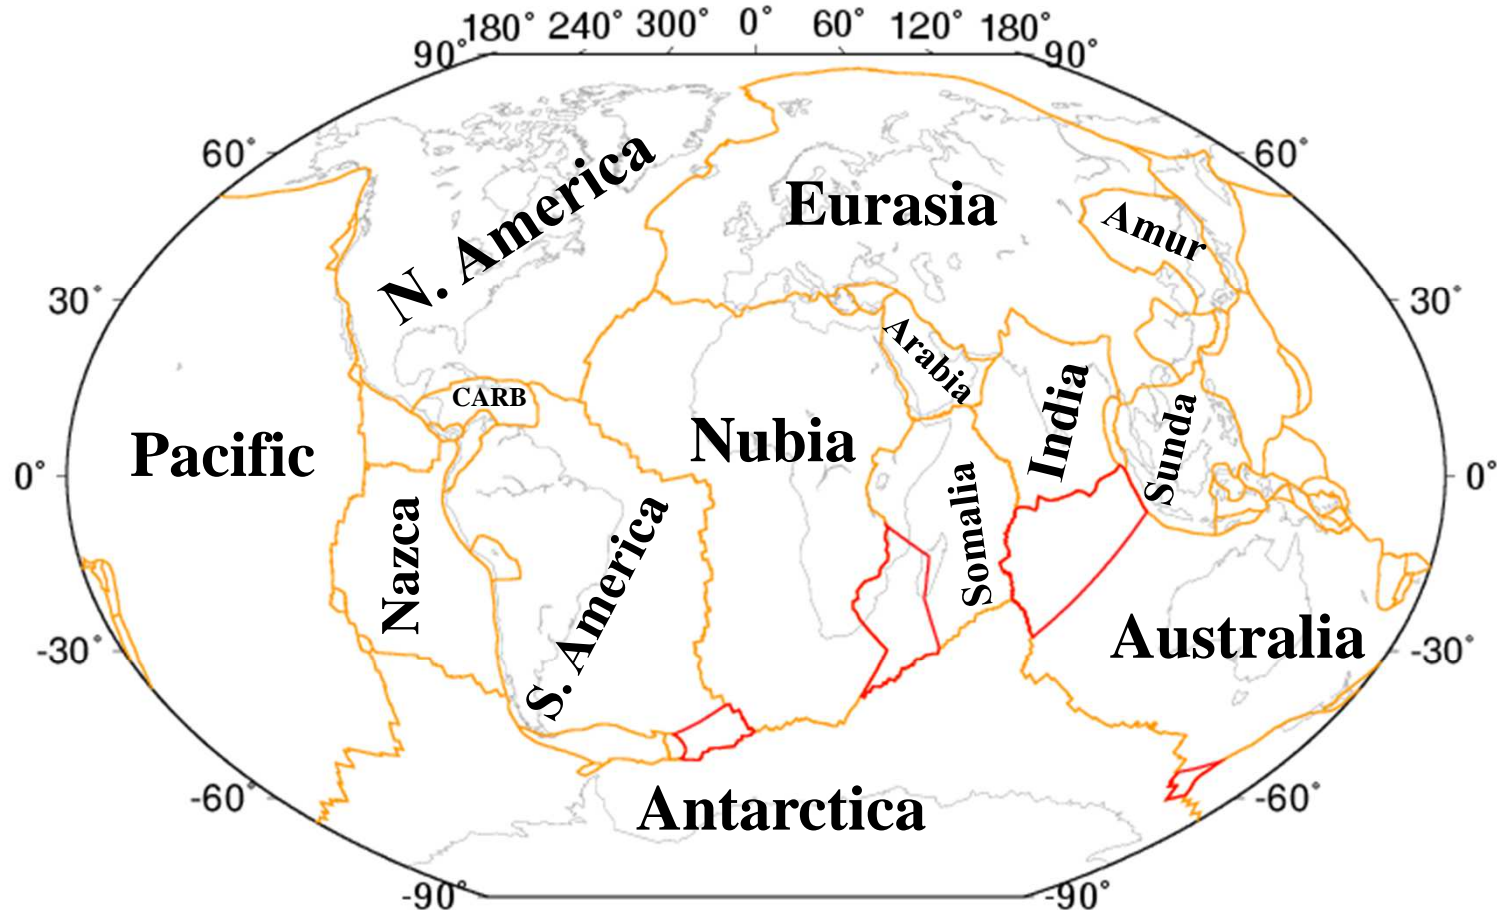 180° 240° 300° 0° 60° 120° 180°
90° 90°
60° 60°
N. America
Eurasia
Amur
30° 30°
Arabia
CARB
India
Sunda
Nubia
Pacific
0° 0°
Somalia
Nazca
S. America
Australia
-30° -30°
Antarctica
-60° -60°
-90° -90°